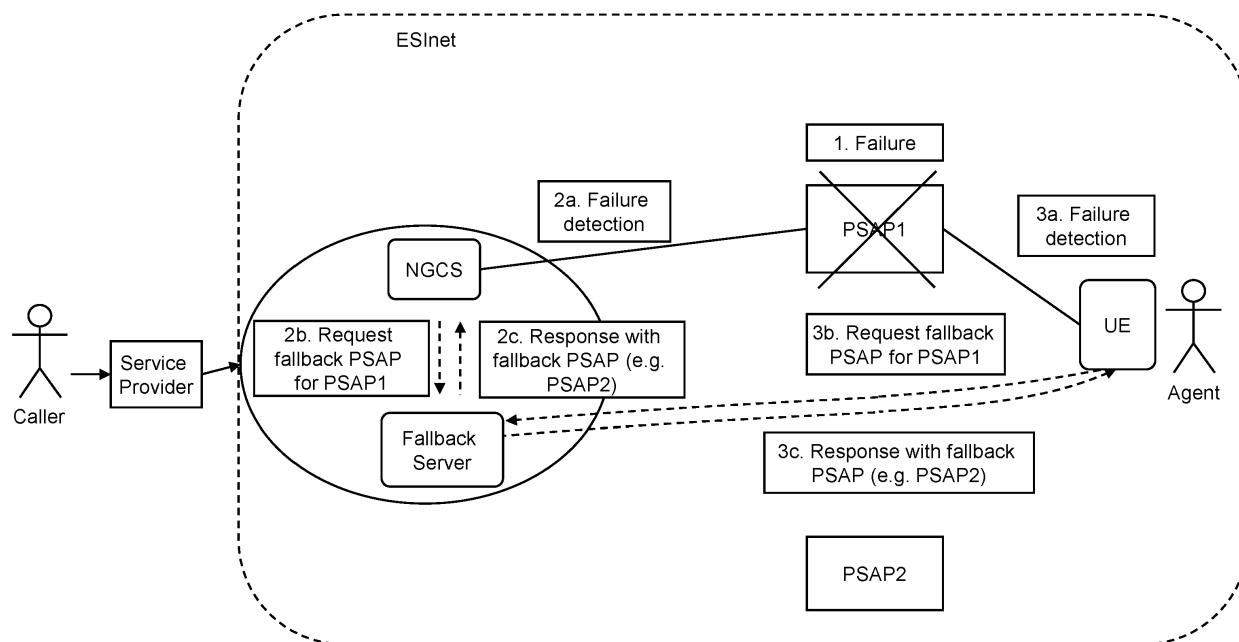 ESInet
1. Failure
2a. Failure
detection
PSAP1
3a. Failure
detection
NGCS
2b. Request
fallback PSAP
for PSAP1
2c. Response with
fallback PSAP (e.g.
PSAP2)
3b. Request fallback
PSAP for PSAP1
UE
Service
Provider
Caller
Agent
Fallback
Server
3c. Response with fallback
PSAP (e.g. PSAP2)
PSAP2